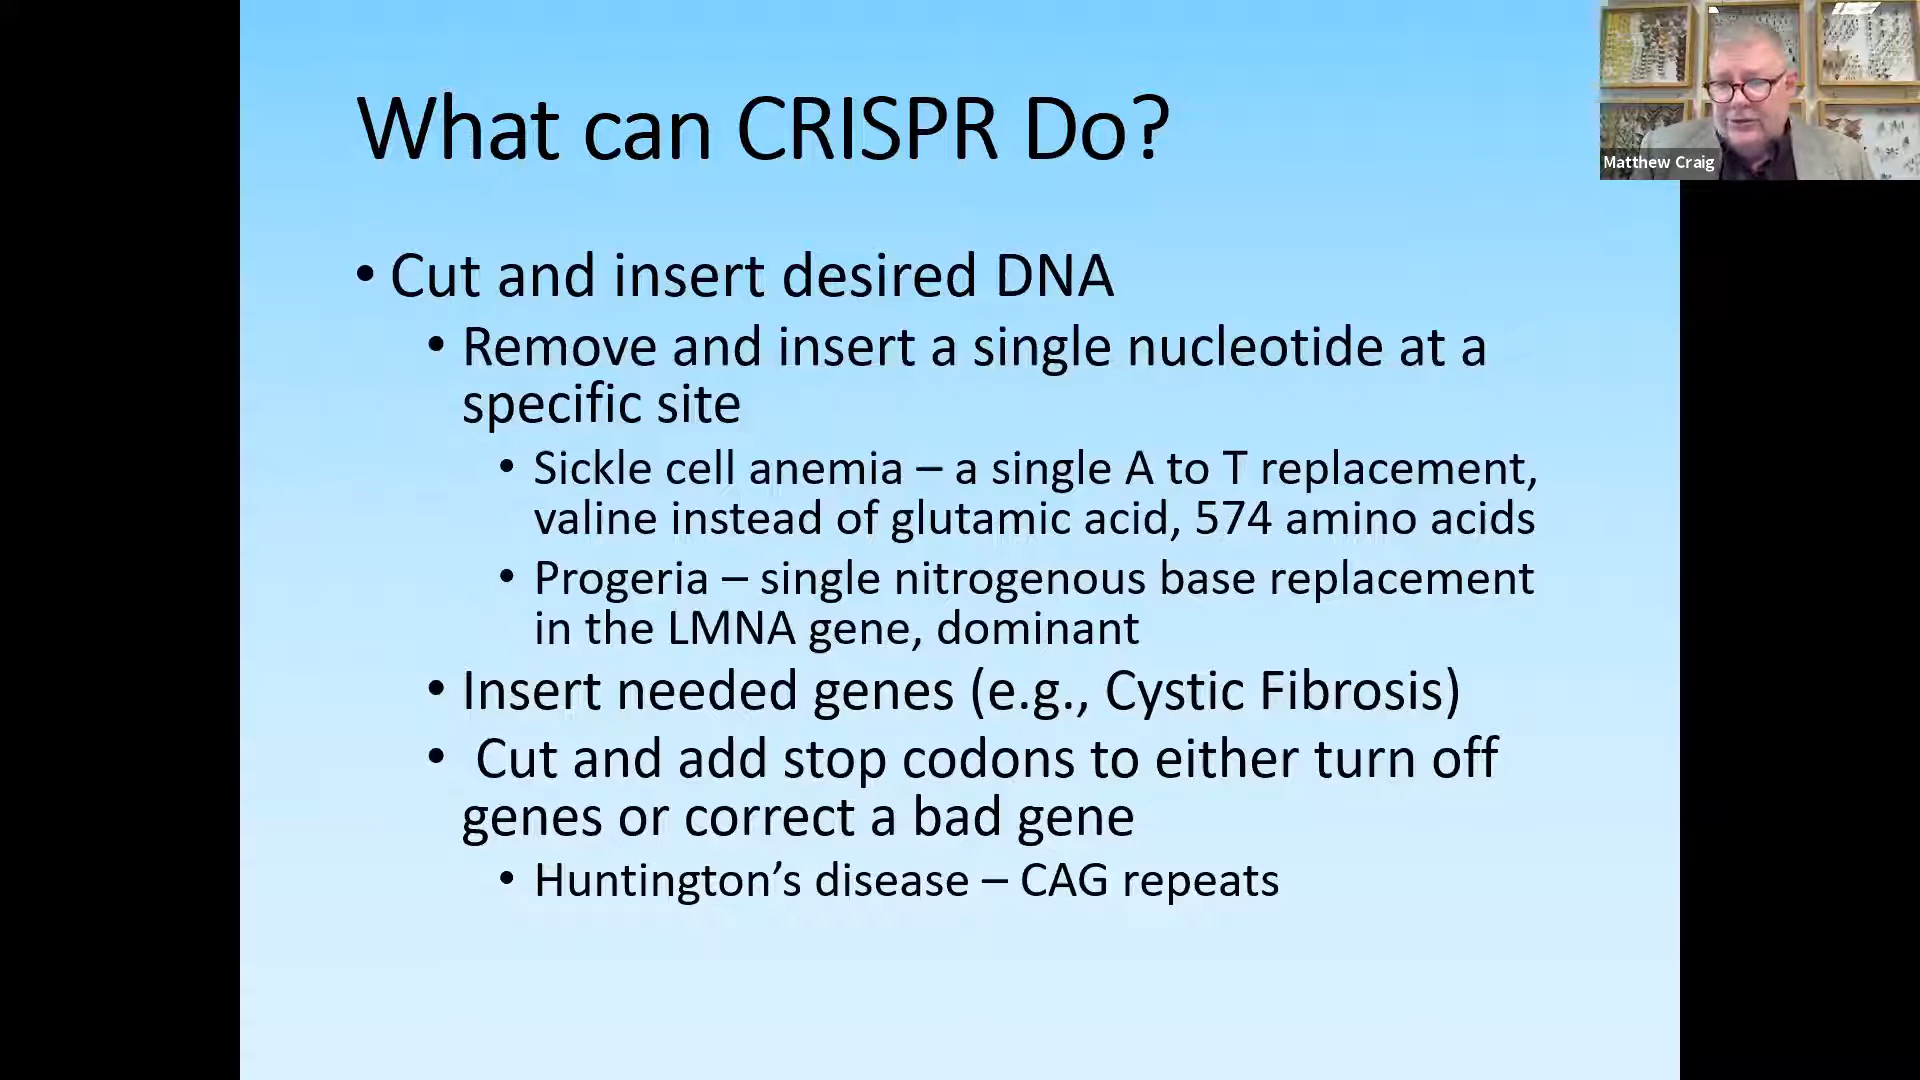 What can CRISPR Do?
Matthew Craig
• Cut and insert desired DNA
• Remove and insert a single nucleotide at a
specific site
• Sickle cell anemia – a single A to T replacement,
valine instead of glutamic acid, 574 amino acids
• Progeria – single nitrogenous base replacement
in the LMNA gene, dominant
• Insert needed genes (e.g., Cystic Fibrosis)
• Cut and add stop codons to either turn off
genes or correct a bad gene
• Huntington’s disease – CAG repeats